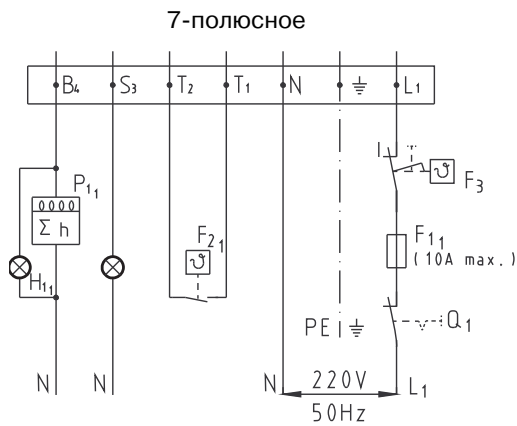 7-полюсное
B4 S3 T2 T1 N L1
P11
Σ h
H11
F21
ϑ
ϑ F3
F11
(10A max.)
PE
Q1
N N N 220V L1
50Hz